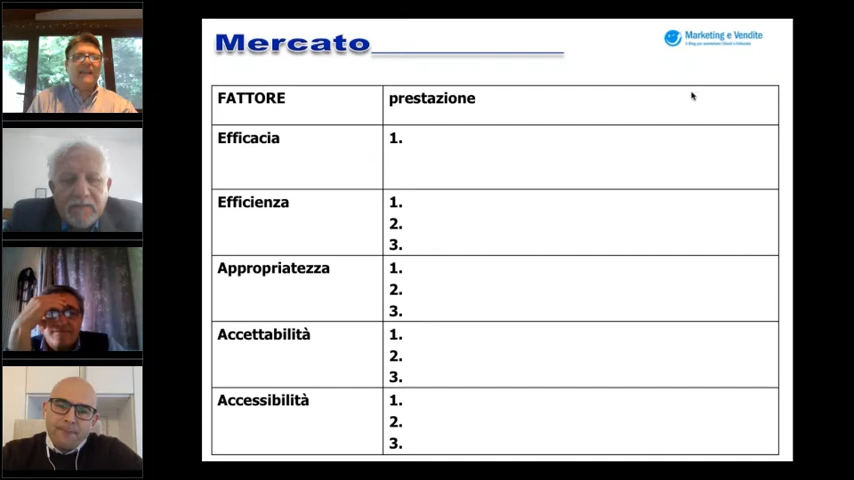 Mercato
Marketing e Vendite
FATTORE
prestazione
Efficacia
1.
Efficienza
1.
2.
3.
Appropriatezza
1.
2.
3.
Accettabilità
1.
2.
3.
Accessibilità
1.
2.
3.